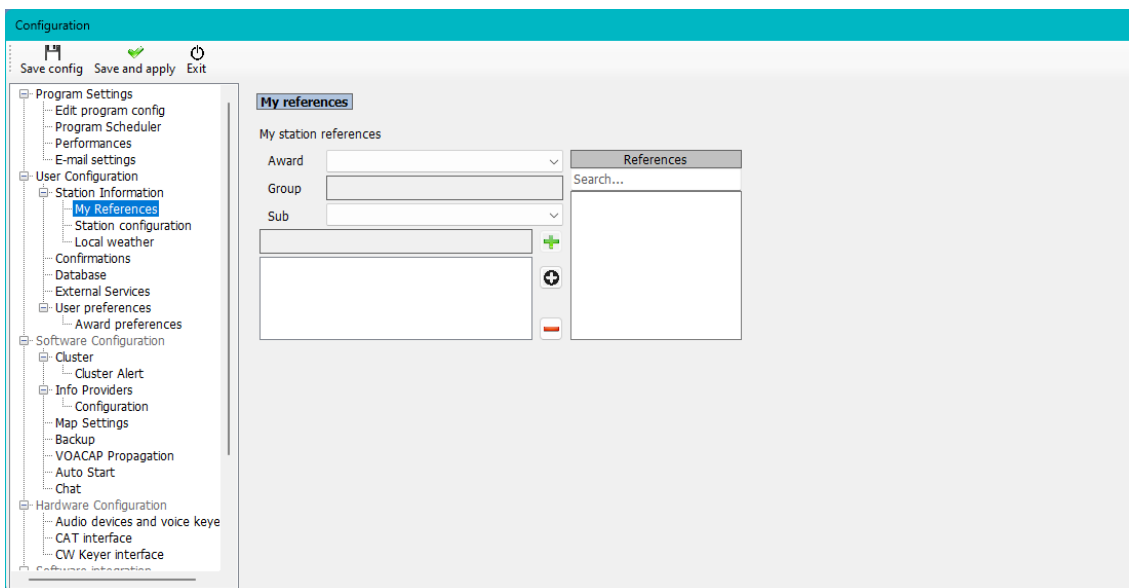 Configuration
Save config Save and apply Exit
Program Settings
Edit program config
Program Scheduler
Performances
E-mail settings
User Configuration
Station Information
My References
Station configuration
Local weather
Confirmations
Database
External Services
User preferences
Award preferences
Software Configuration
Cluster
Cluster Alert
Info Providers
Configuration
Map Settings
Backup
VOACAP Propagation
Auto Start
Chat
Hardware Configuration
Audio devices and voice keye
CAT interface
CW Keyer interface
Software integration
My references
My station references
Award
Group
Sub
References
Search...